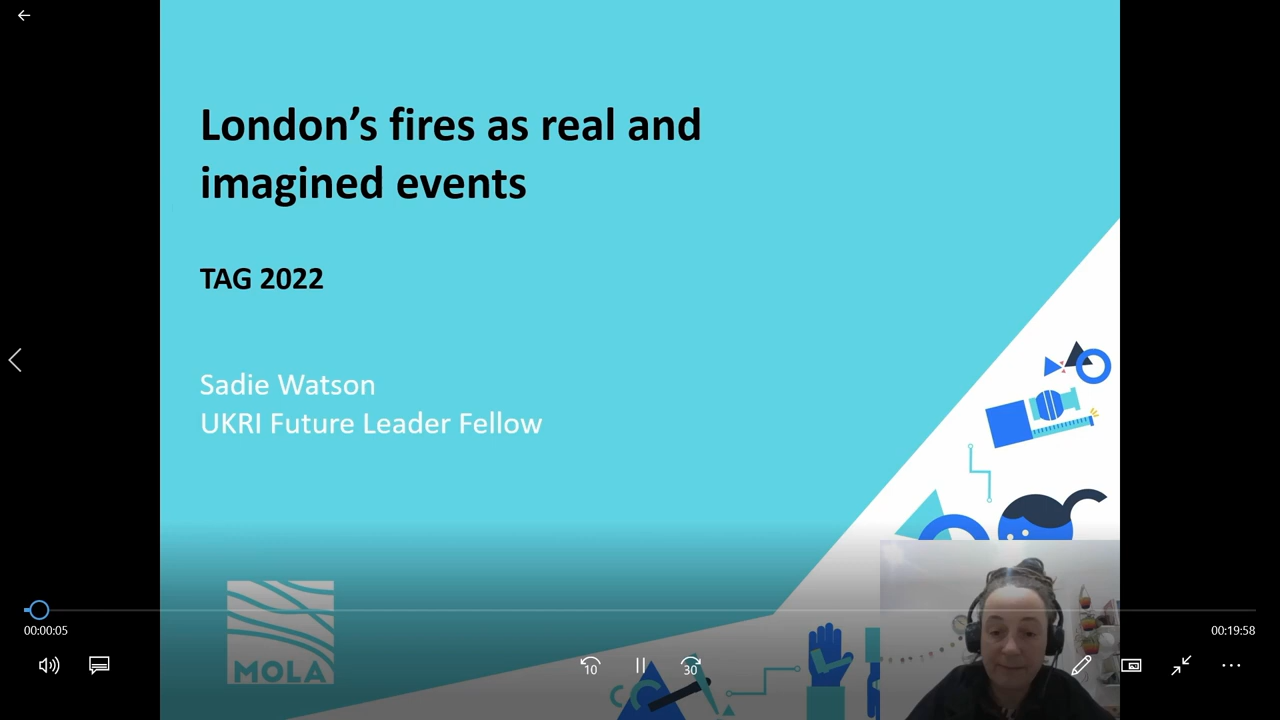 London’s fires as real and
imagined events
TAG 2022
Sadie Watson
UKRI Future Leader Fellow
MOLA
00:00:05
00:19:58
10
30